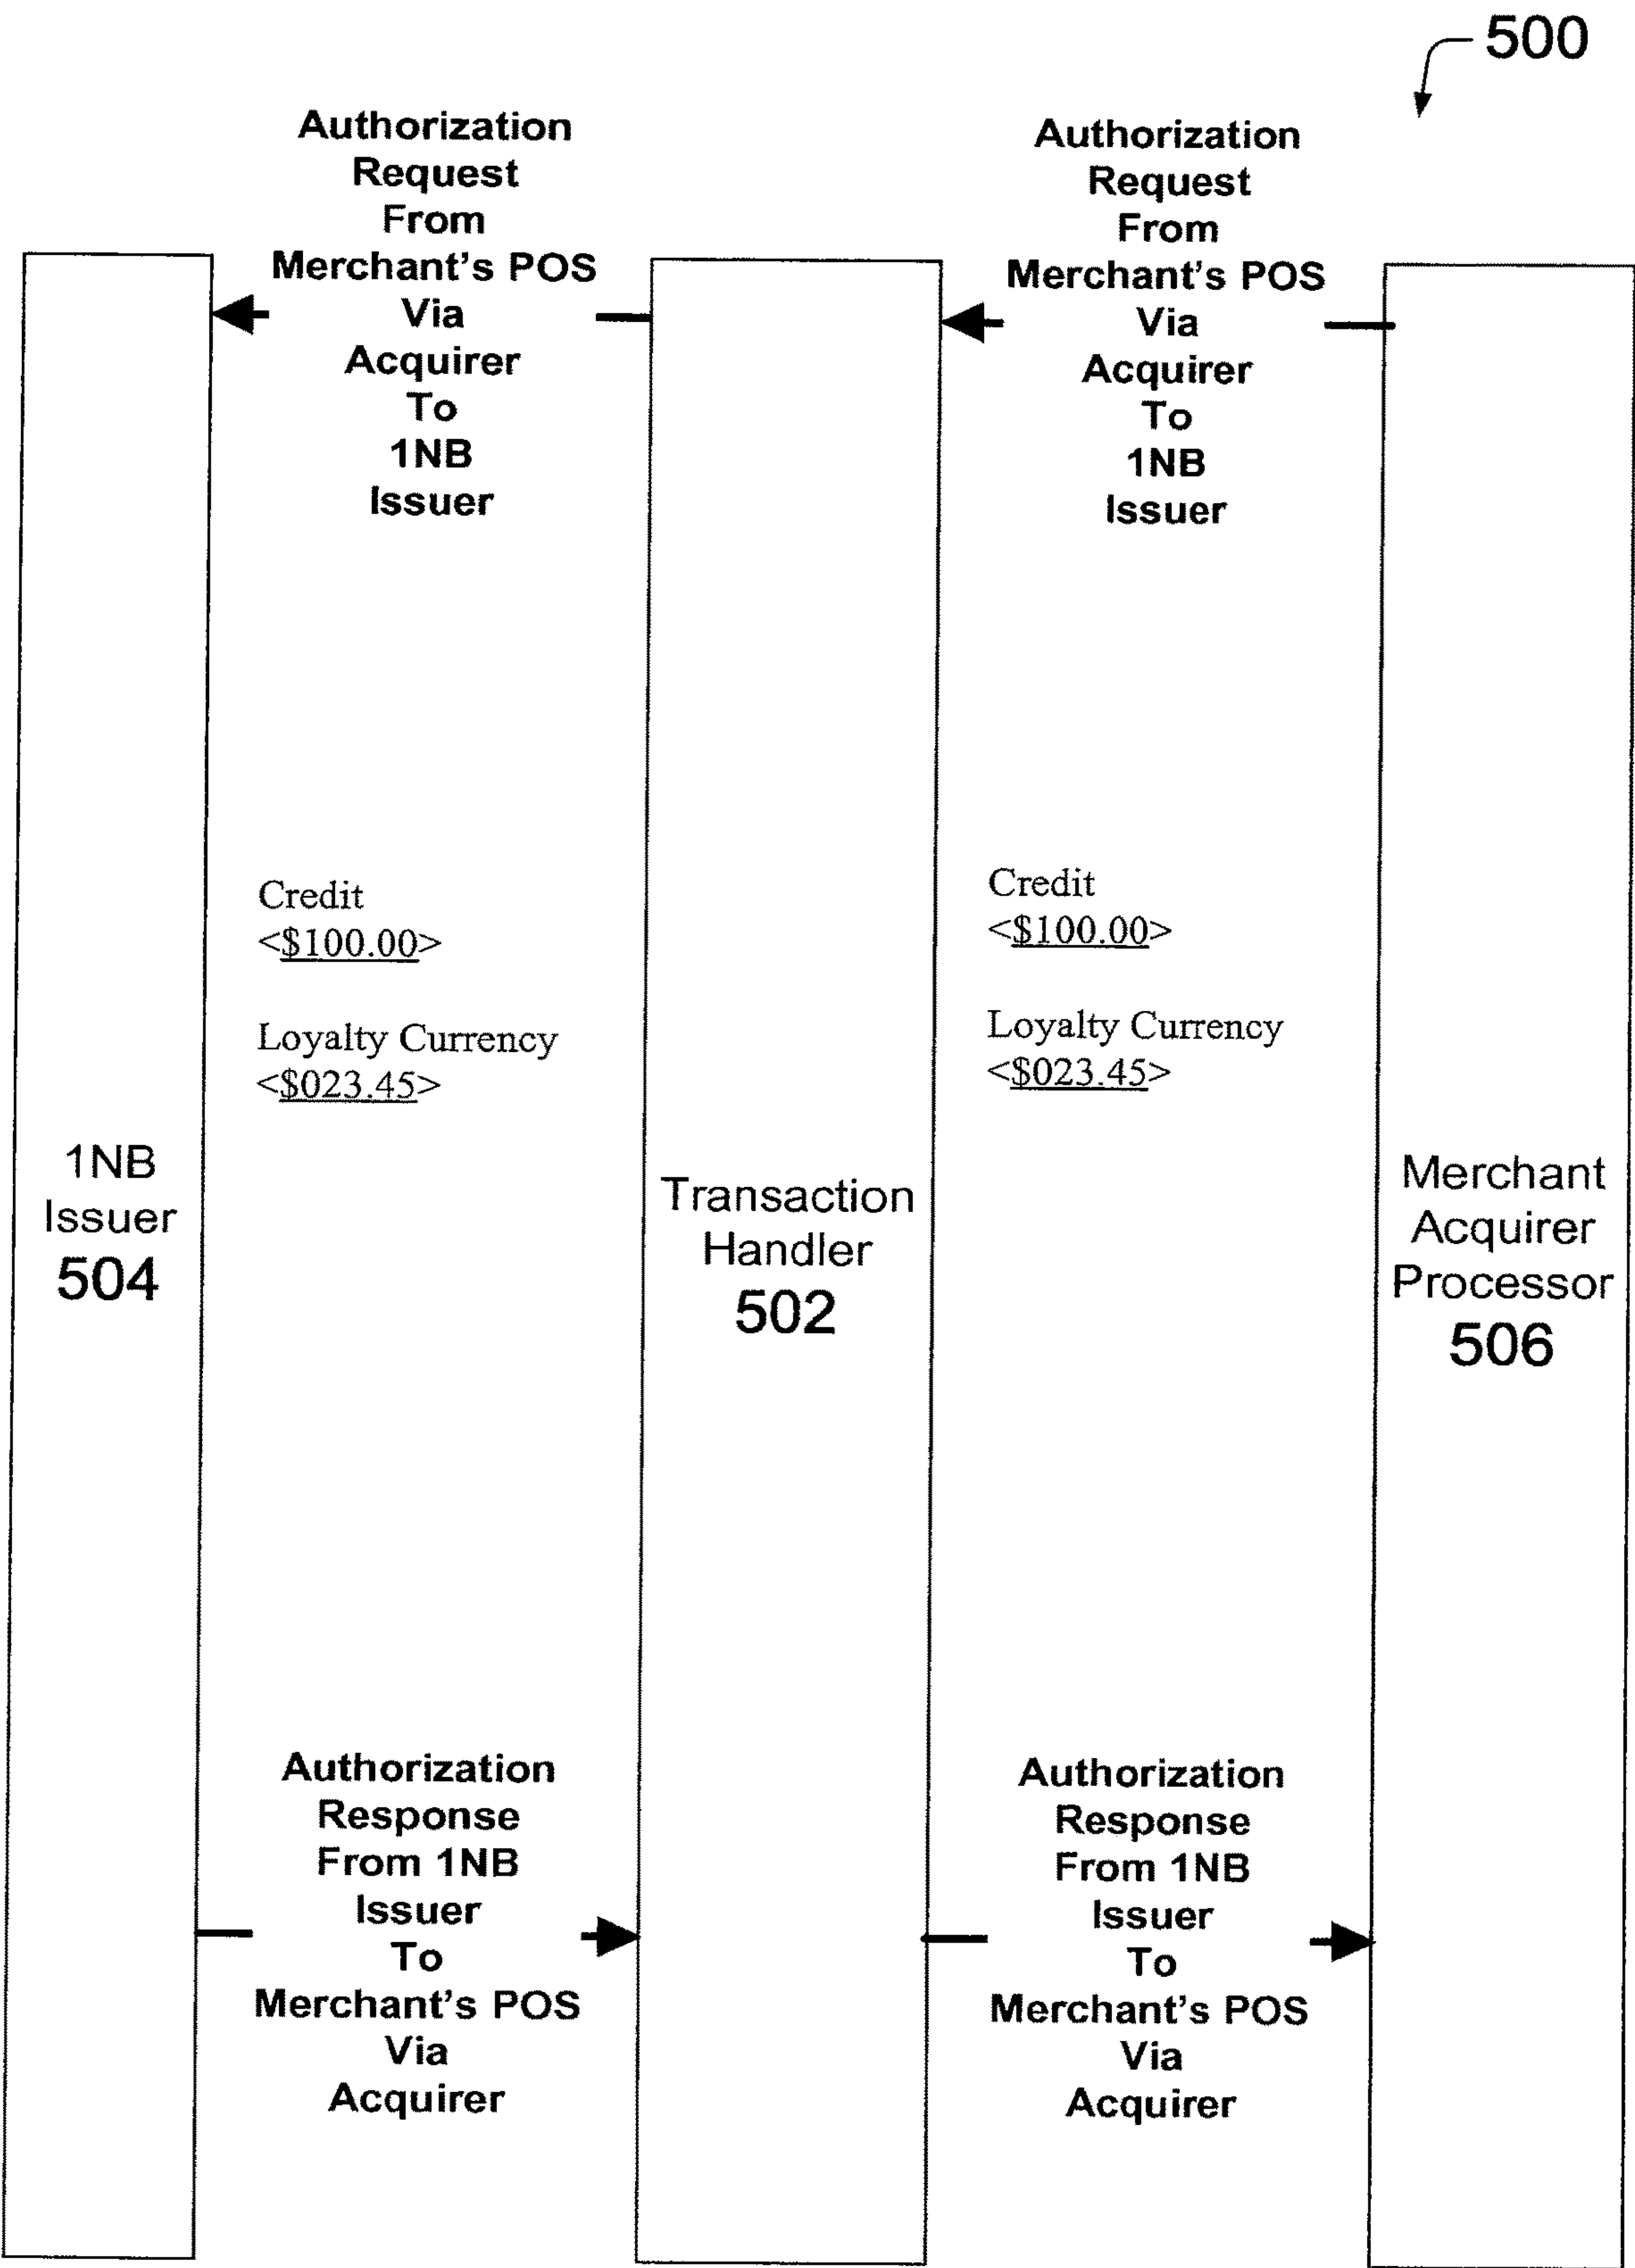 500
Authorization
Request
From
Merchant's POS
Via
Acquirer
To
1NB
Issuer
Authorization
Request
From
Merchant's POS
Via
Acquirer
To
1NB
Issuer
Credit
<$100.00>
Loyalty Currency
<$023.45>
Credit
<$100.00>
Loyalty Currency
<$023.45>
1NB
Issuer
504
Transaction
Handler
502
Merchant
Acquirer
Processor
506
Authorization
Response
From 1NB
Issuer
To
Merchant's POS
Via
Acquirer
Authorization
Response
From 1NB
Issuer
To
Merchant's POS
Via
Acquirer